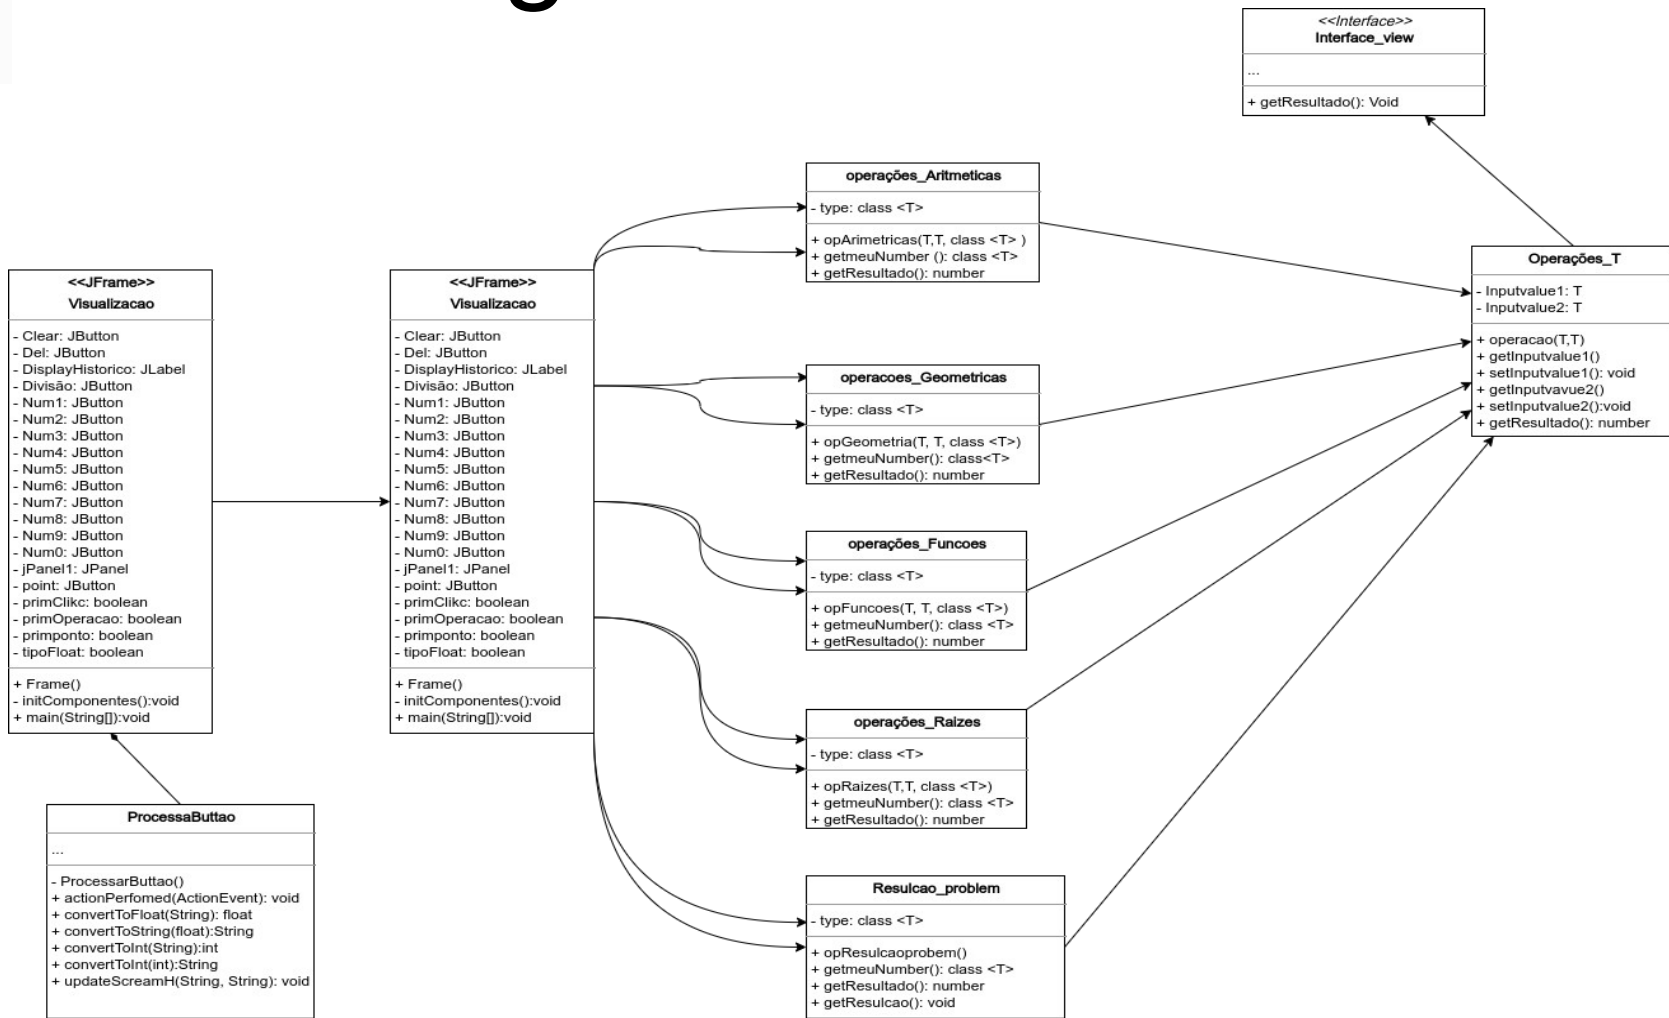 g
<<Interface>>
Interface_view
...
+ getResultado(): Void
operações_Aritmeticas
- type: class <T>
+ opArimetricas(T,T, class <T> )
+ getmeuNumber (): class <T>
+ getResultado(): number
Operações_T
- Inputvalue1: T
- Inputvalue2: T
+ operacao(T,T)
+ getInputvalue1()
+ setInputvalue1(): void
+ getInputvavue2()
+ setInputvalue2():void
+ getResultado(): number
<<JFrame>>
Visualizacao
- Clear: JButton
- Del: JButton
- DisplayHistorico: JLabel
- Divisão: JButton
- Num1: JButton
- Num2: JButton
- Num3: JButton
- Num4: JButton
- Num5: JButton
- Num6: JButton
- Num7: JButton
- Num8: JButton
- Num9: JButton
- Num0: JButton
- jPanel1: JPanel
- point: JButton
- primClikc: boolean
- primOperacao: boolean
- primponto: boolean
- tipoFloat: boolean
+ Frame()
- initComponentes():void
+ main(String[]):void
<<JFrame>>
Visualizacao
- Clear: JButton
- Del: JButton
- DisplayHistorico: JLabel
- Divisão: JButton
- Num1: JButton
- Num2: JButton
- Num3: JButton
- Num4: JButton
- Num5: JButton
- Num6: JButton
- Num7: JButton
- Num8: JButton
- Num9: JButton
- Num0: JButton
- jPanel1: JPanel
- point: JButton
- primClikc: boolean
- primOperacao: boolean
- primponto: boolean
- tipoFloat: boolean
+ Frame()
- initComponentes():void
+ main(String[]):void
operacoes_Geometricas
- type: class <T>
+ opGeometria(T, T, class <T>)
+ getmeuNumber(): class<T>
+ getResultado(): number
operações_Funcoes
- type: class <T>
+ opFuncoes(T, T, class <T>)
+ getmeuNumber(): class <T>
+ getResultado(): number
operações_Raizes
- type: class <T>
+ opRaizes(T,T, class <T>)
+ getmeuNumber(): class <T>
+ getResultado(): number
ProcessaButtao
...
- ProcessarButtao()
+ actionPerfomed(ActionEvent): void
+ convertToFloat(String): float
+ convertToString(float):String
+ convertToInt(String):int
+ convertToInt(int):String
+ updateScreamH(String, String): void
Resulcao_problem
- type: class <T>
+ opResulcaoprobem()
+ getmeuNumber(): class <T>
+ getResultado(): number
+ getResulcao(): void